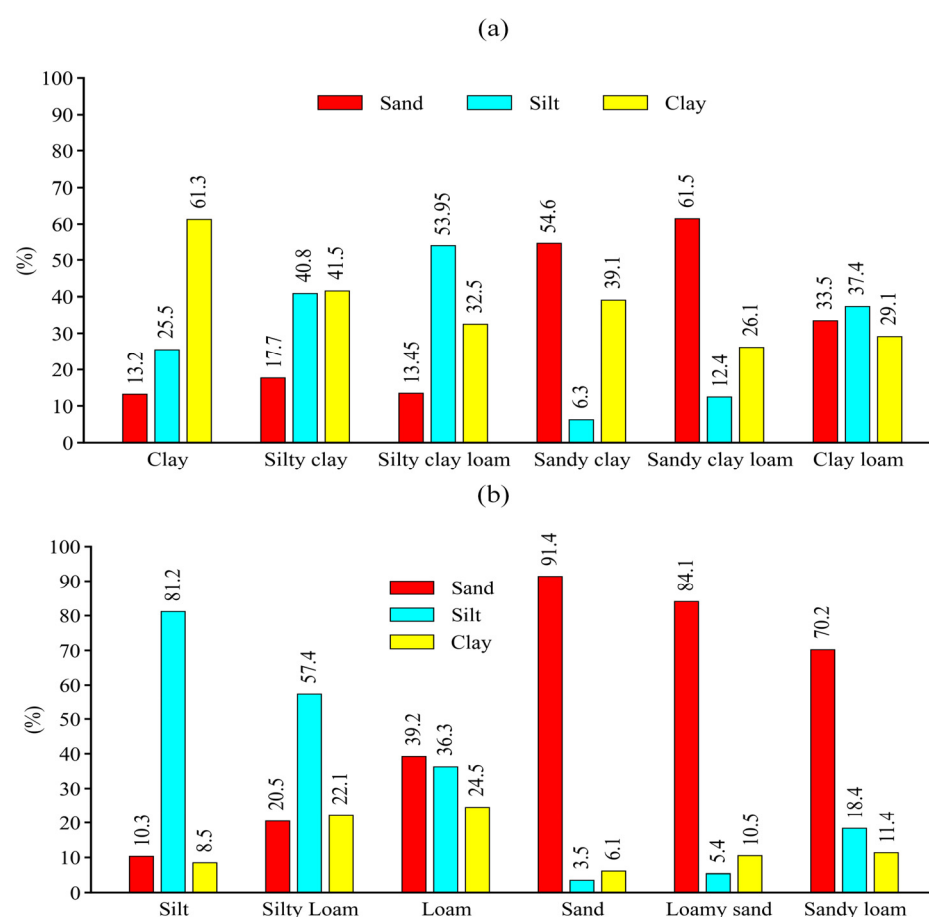 (a)
100
90
80
70
60
50
40
30
20
10
0
(%)
Sand Silt Clay
13.2 25.5 61.3 17.7 40.8 41.5 13.45 53.95 32.5 54.6 6.3 39.1 61.5 12.4 26.1 33.5 37.4 29.1
Clay Silty clay Silty clay loam Sandy clay Sandy clay loam Clay loam
(b)
100
90
80
70
60
50
40
30
20
10
0
(%)
Sand
Silt
Clay
10.3 81.2 8.5 20.5 57.4 22.1 39.2 36.3 24.5 91.4 3.5 6.1 84.1 5.4 10.5 70.2 18.4 11.4
Silt Silty Loam Loam Sand Loamy sand Sandy loam